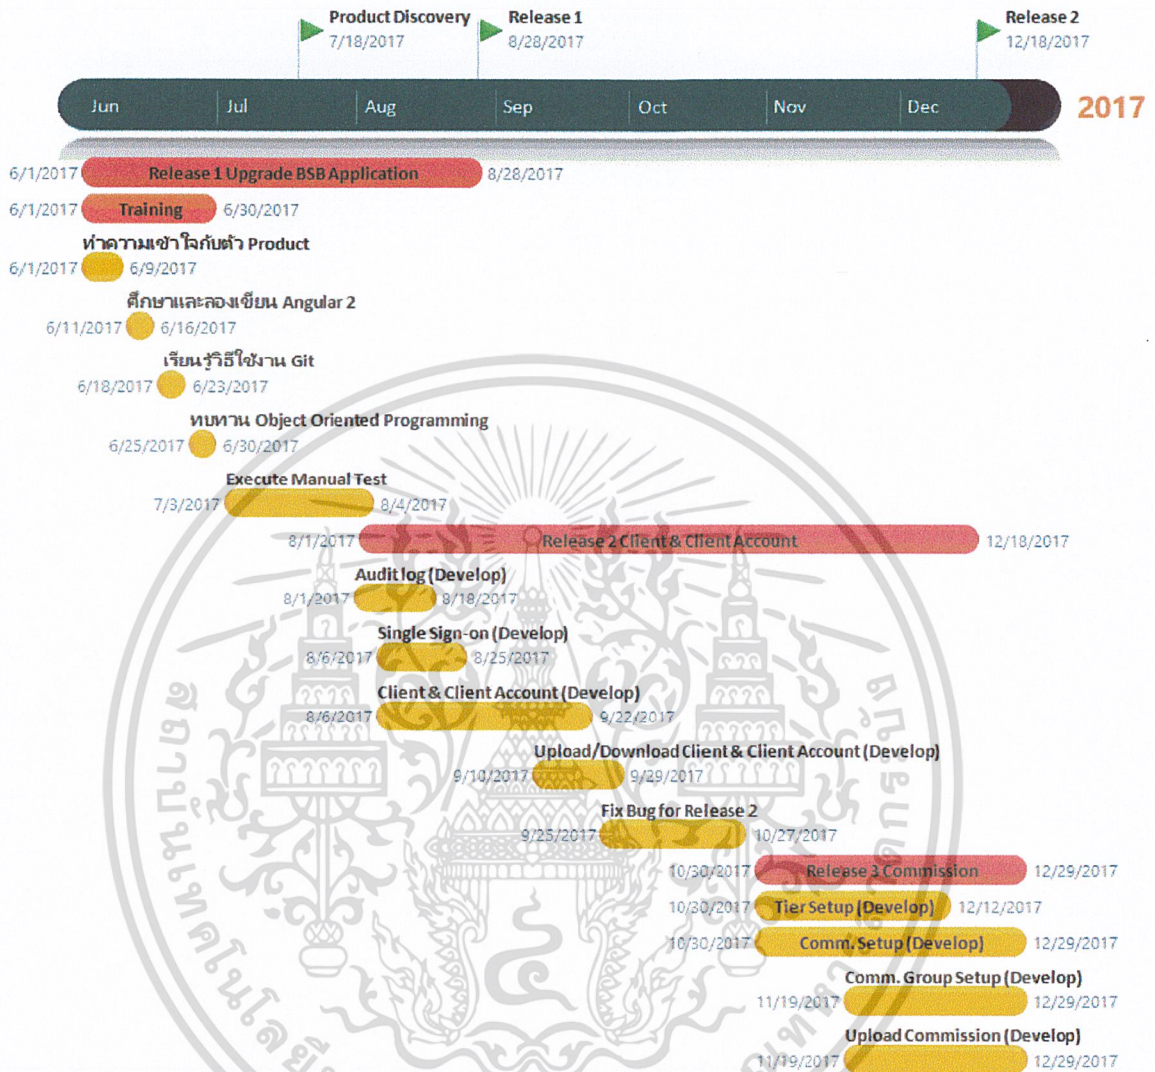 Product Discovery
7/18/2017
Release 1
8/28/2017
Release 2
12/18/2017
Jun Jul Aug Sep Oct Nov Dec 2017
6/1/2017 Release 1 Upgrade BSB Application 8/28/2017
6/1/2017 Training 6/30/2017
ทำความเข้าใจกับตัว Product
6/1/2017 6/9/2017
ศึกษาและลองเขียน Angular 2
6/11/2017 6/16/2017
เรียนรู้วิธีใช้งาน Git
6/18/2017 6/23/2017
ทบทวน Object Oriented Programming
6/25/2017 6/30/2017
Execute Manual Test
7/3/2017 8/4/2017
8/1/2017 Release 2 Client & Client Account 12/18/2017
Audit log (Develop)
8/1/2017 8/18/2017
Single Sign-on (Develop)
8/6/2017 8/25/2017
Client & Client Account (Develop)
8/6/2017 9/22/2017
Upload/Download Client & Client Account (Develop)
9/10/2017 9/29/2017
Fix Bug for Release 2
9/25/2017 10/27/2017
10/30/2017 Release 3 Commission 12/29/2017
10/30/2017 Tier Setup (Develop) 12/12/2017
10/30/2017 Comm. Setup (Develop) 12/29/2017
Comm. Group Setup (Develop)
11/19/2017 12/29/2017
Upload Commission (Develop)
11/19/2017 12/29/2017